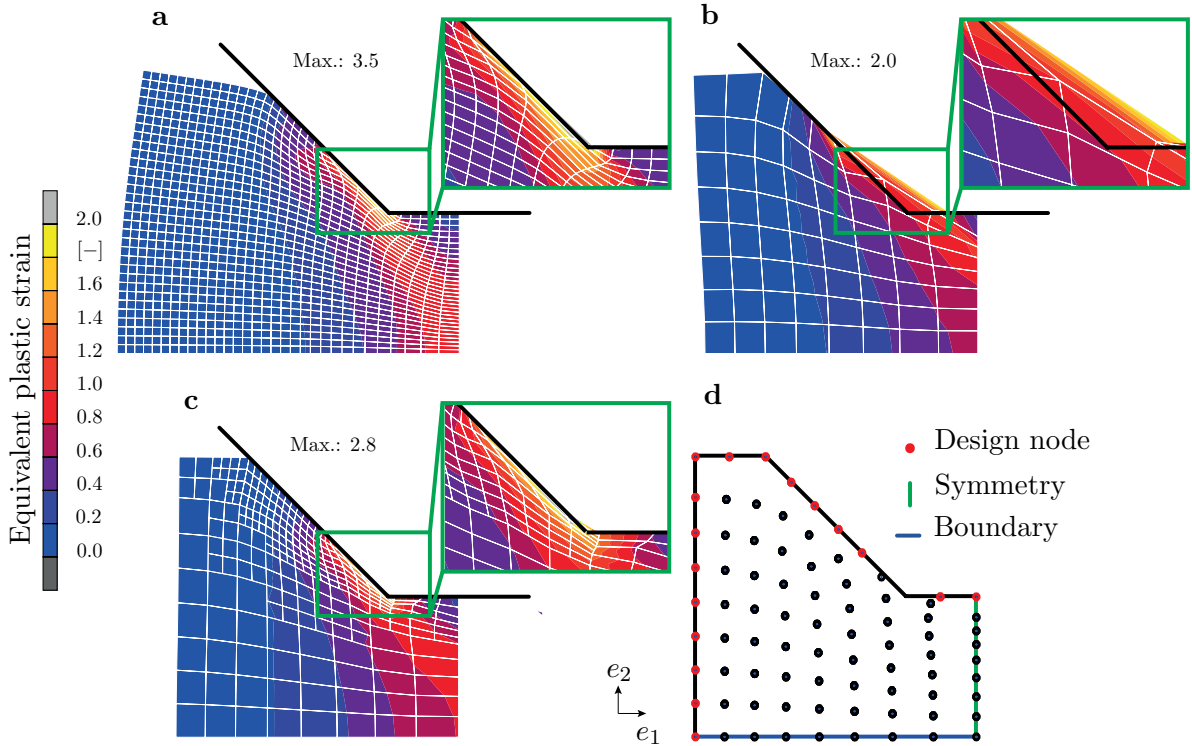 a
Max.: 3.5
b
Max.: 2.0
Equivalent plastic strain
2.0
[−]
1.6
1.4
1.2
1.0
0.8
0.6
0.4
0.2
0.0
c
Max.: 2.8
d
Design node
Symmetry
Boundary
e2
e1